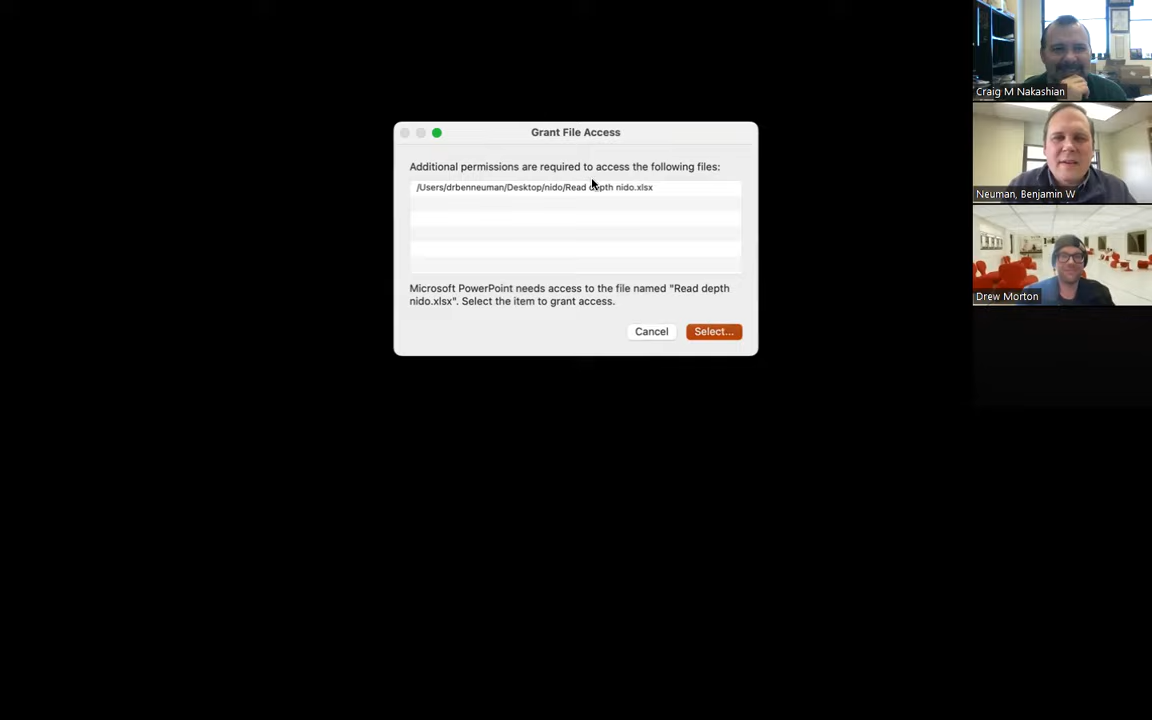 Grant File Access
Additional permissions are required to access the following files:
/Users/drbenneuman/Desktop/nido/Read depth nido.xlsx
Microsoft PowerPoint needs access to the file named "Read depth
nido.xlsx". Select the item to grant access.
Cancel
Select...
Craig M Nakashian
Neuman, Benjamin W
Drew Morton